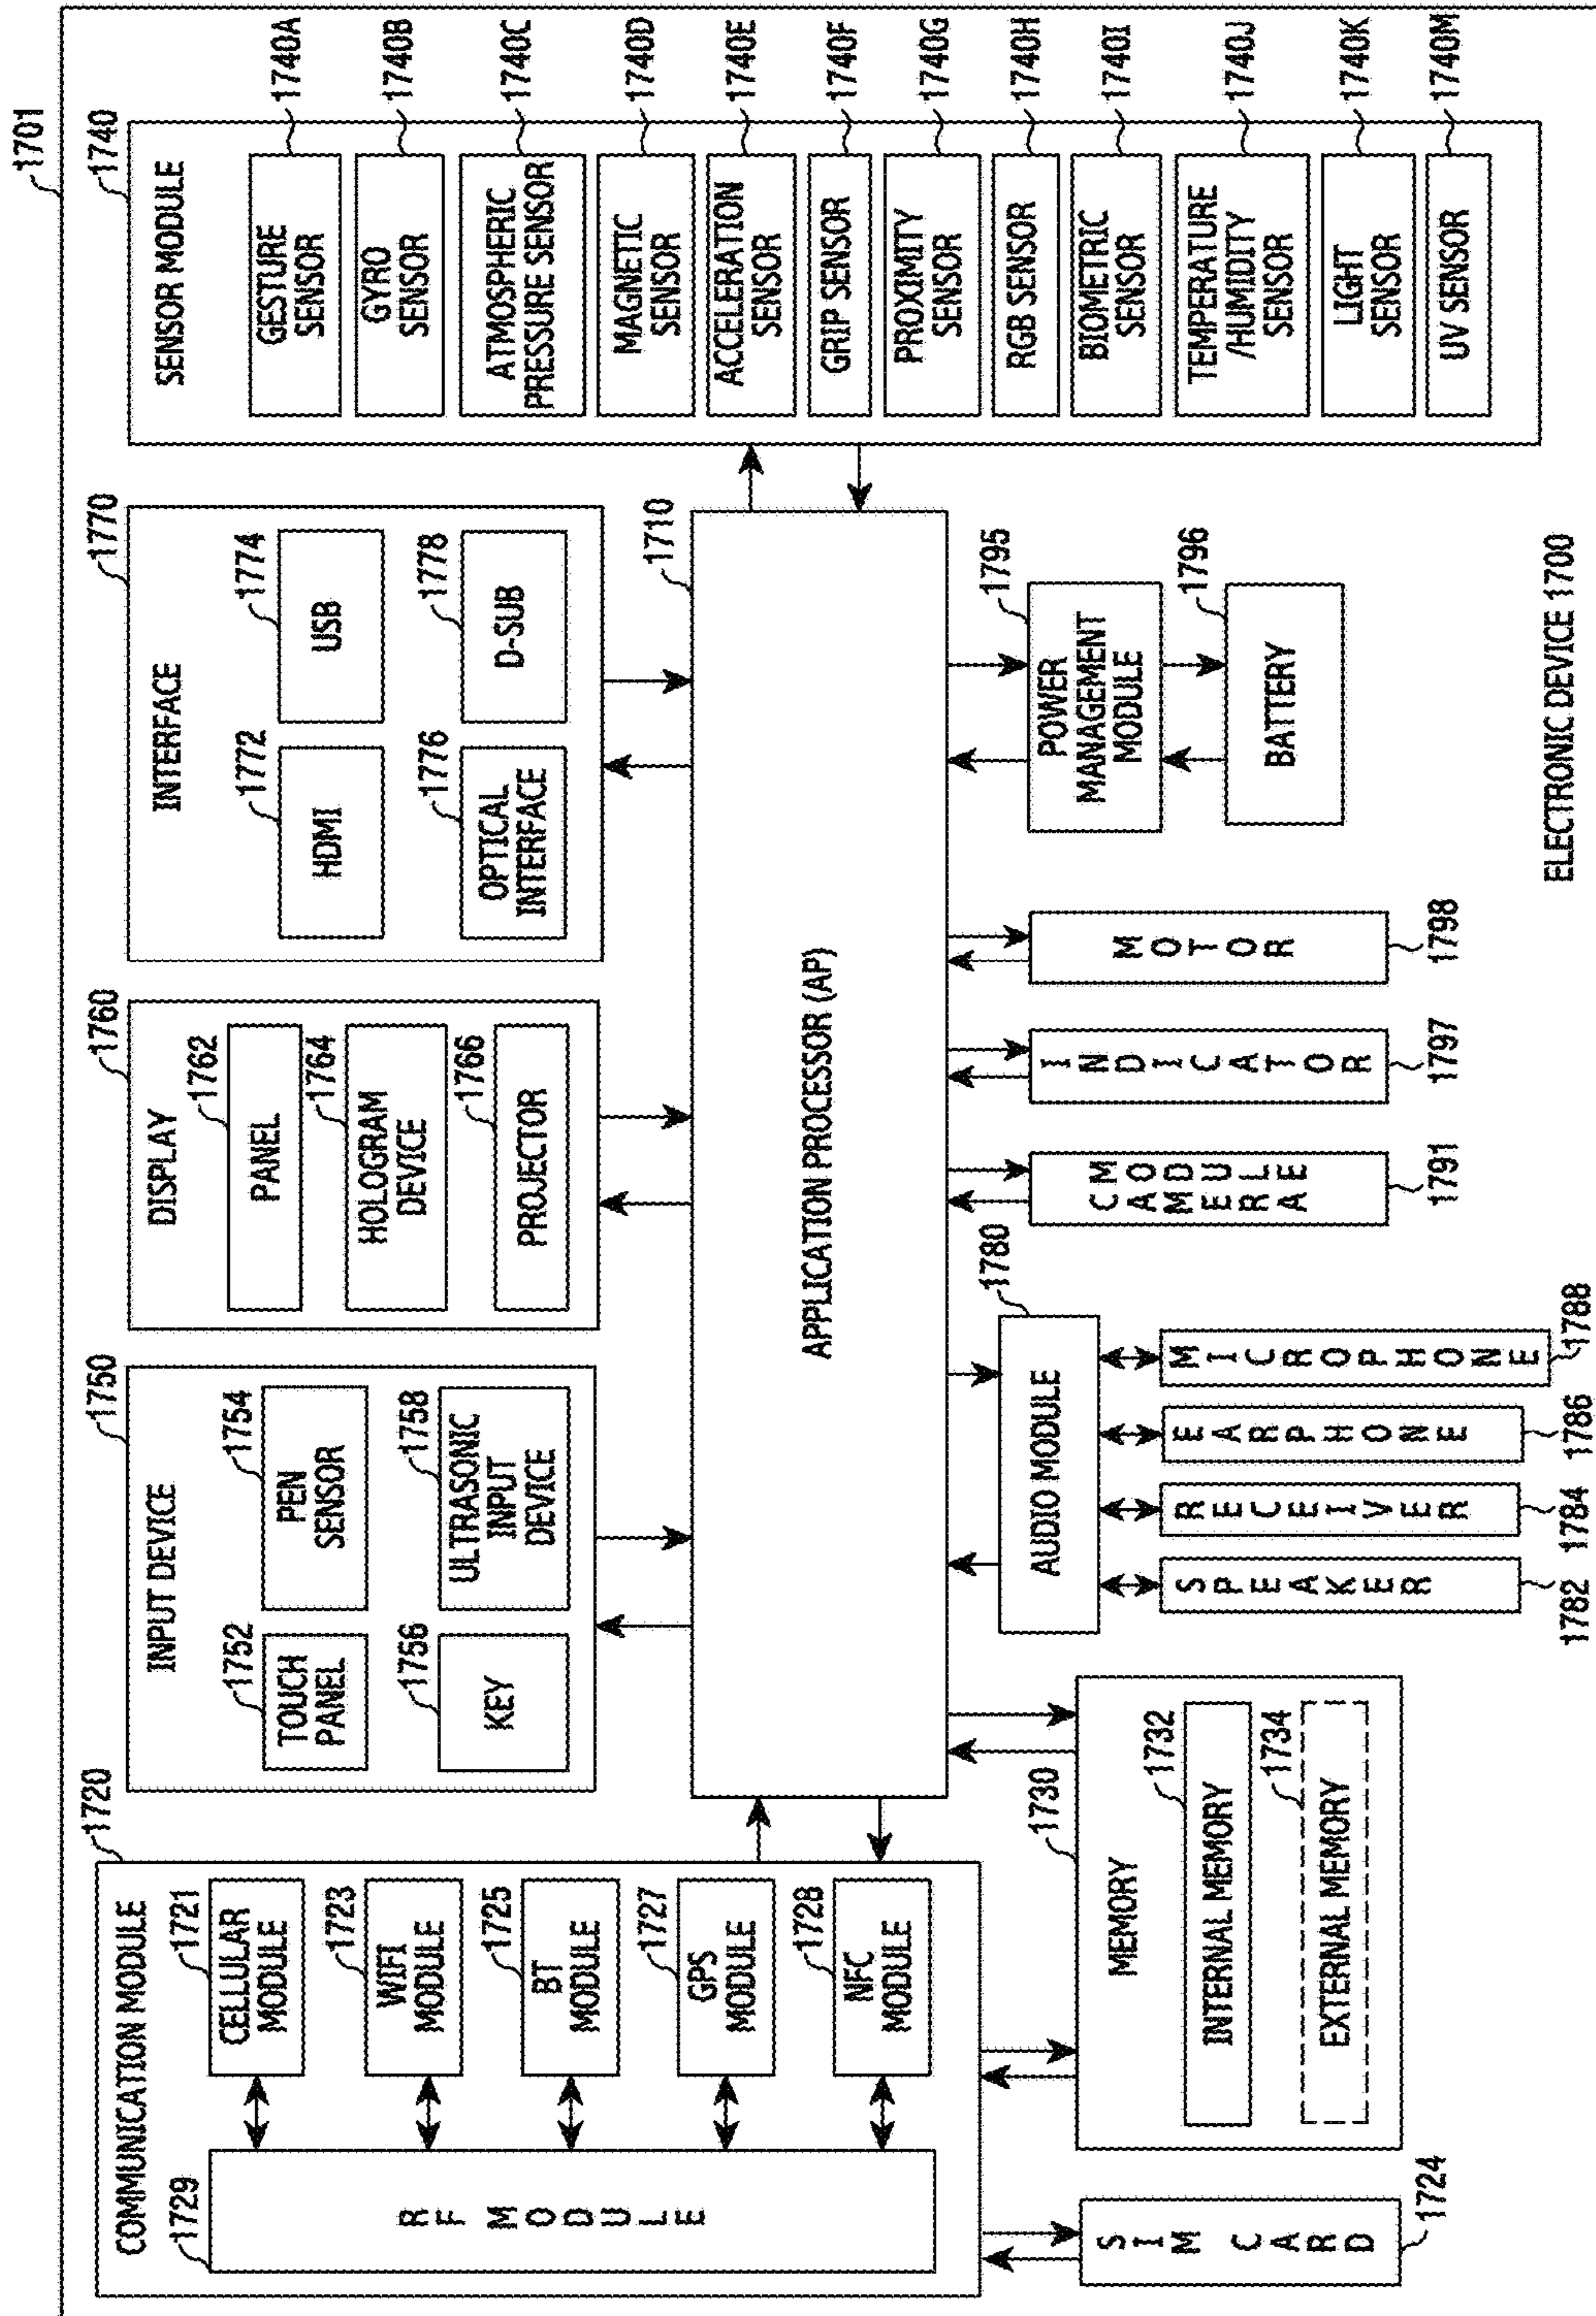 1701
COMMUNICATION MODULE
1720
1729
RF MODULE
1721
CELLULAR
MODULE
1723
WIFI
MODULE
1725
BT
MODULE
1727
GPS
MODULE
1728
NFC
MODULE
1750
INPUT DEVICE
1752
TOUCH
PANEL
1754
PEN
SENSOR
1756
KEY
1758
ULTRASONIC
INPUT
DEVICE
1760
DISPLAY
1762
PANEL
1764
HOLOGRAM
DEVICE
1766
PROJECTOR
1770
INTERFACE
1772
HDMI
1774
USB
1776
OPTICAL
INTERFACE
1778
D-SUB
1740
SENSOR MODULE
GESTURE
SENSOR
1740A
GYRO
SENSOR
1740B
ATMOSPHERIC
PRESSURE SENSOR
1740C
MAGNETIC
SENSOR
1740D
ACCELERATION
SENSOR
1740E
GRIP SENSOR
1740F
PROXIMITY
SENSOR
1740G
RGB SENSOR
1740H
BIOMETRIC
SENSOR
1740I
TEMPERATURE
/HUMIDITY
SENSOR
1740J
LIGHT
SENSOR
1740K
UV SENSOR
1740M
1710
APPLICATION PROCESSOR (AP)
SIM CARD
1724
1730
MEMORY
1732
INTERNAL MEMORY
1734
EXTERNAL MEMORY
1780
AUDIO MODULE
SPEAKER
1782
RECEIVER
1784
EARPHONE
1786
MICROPHONE
1788
CAMERA
MODULE
1791
INDICATOR
1797
MOTOR
1798
1795
POWER
MANAGEMENT
MODULE
1796
BATTERY
ELECTRONIC DEVICE 1700